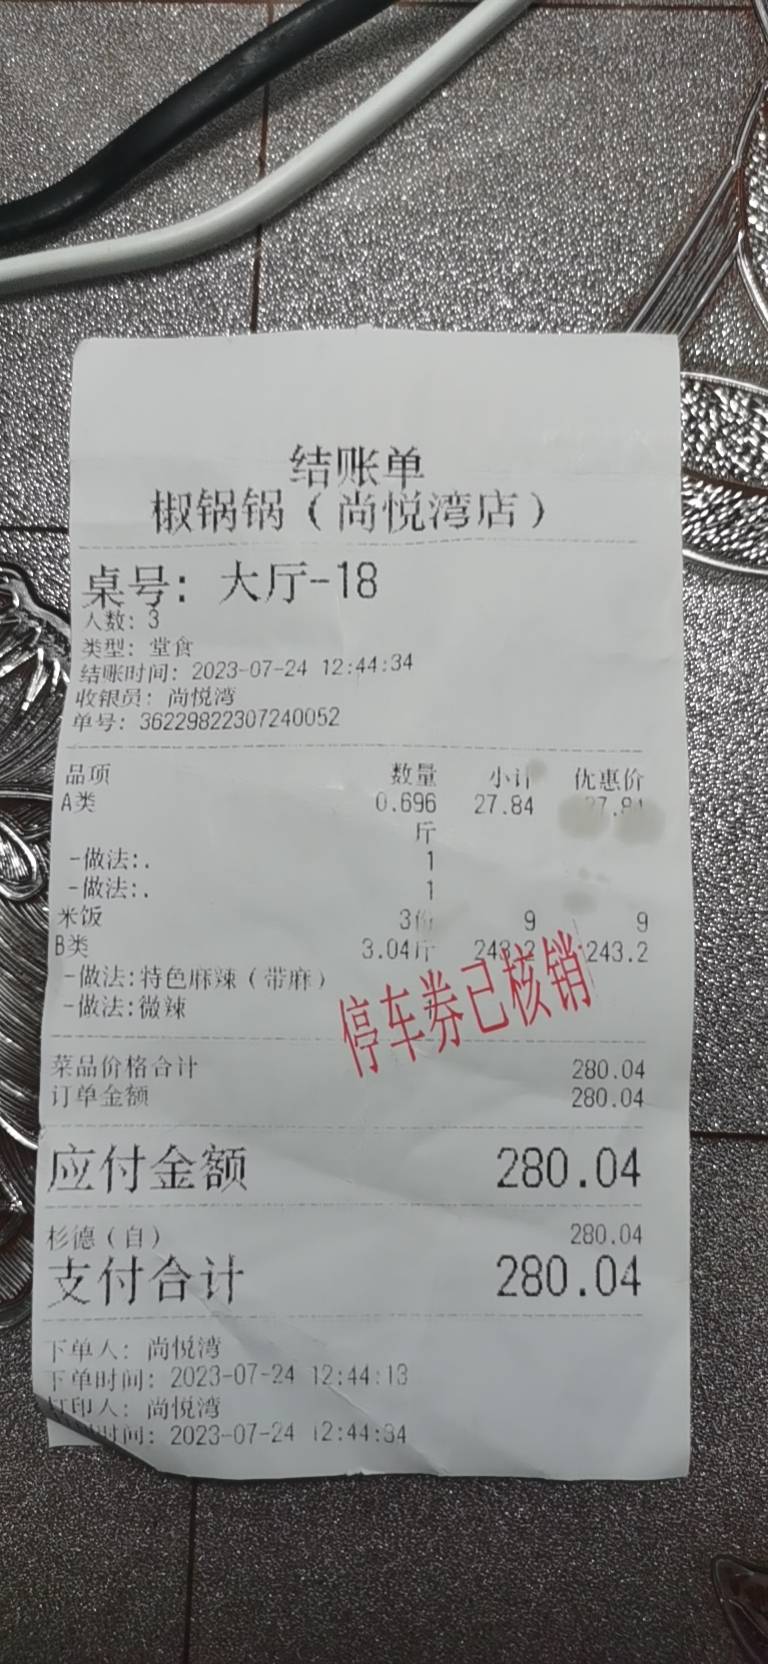 结账单
椒锅锅（尚悦湾店）
桌号：大厅-18
人数：3
类型：堂食
结账时间：2023-07-24 12:44:34
收银员：尚悦湾
单号：36229822307240052
品项 数量 小计 优惠价
A类 0.696 27.84 27.84
斤
-做法:. 1
-做法:. 1
米饭 3份 9 9
B类 3.04斤 243.2 243.2
-做法:特色麻辣（带麻）
-做法:微辣
停车券已核销
菜品价格合计 280.04
订单金额 280.04
应付金额 280.04
杉德（自） 280.04
支付合计 280.04
下单人：尚悦湾
下单时间：2023-07-24 12:44:13
打印人：尚悦湾
时间：2023-07-24 12:44:34